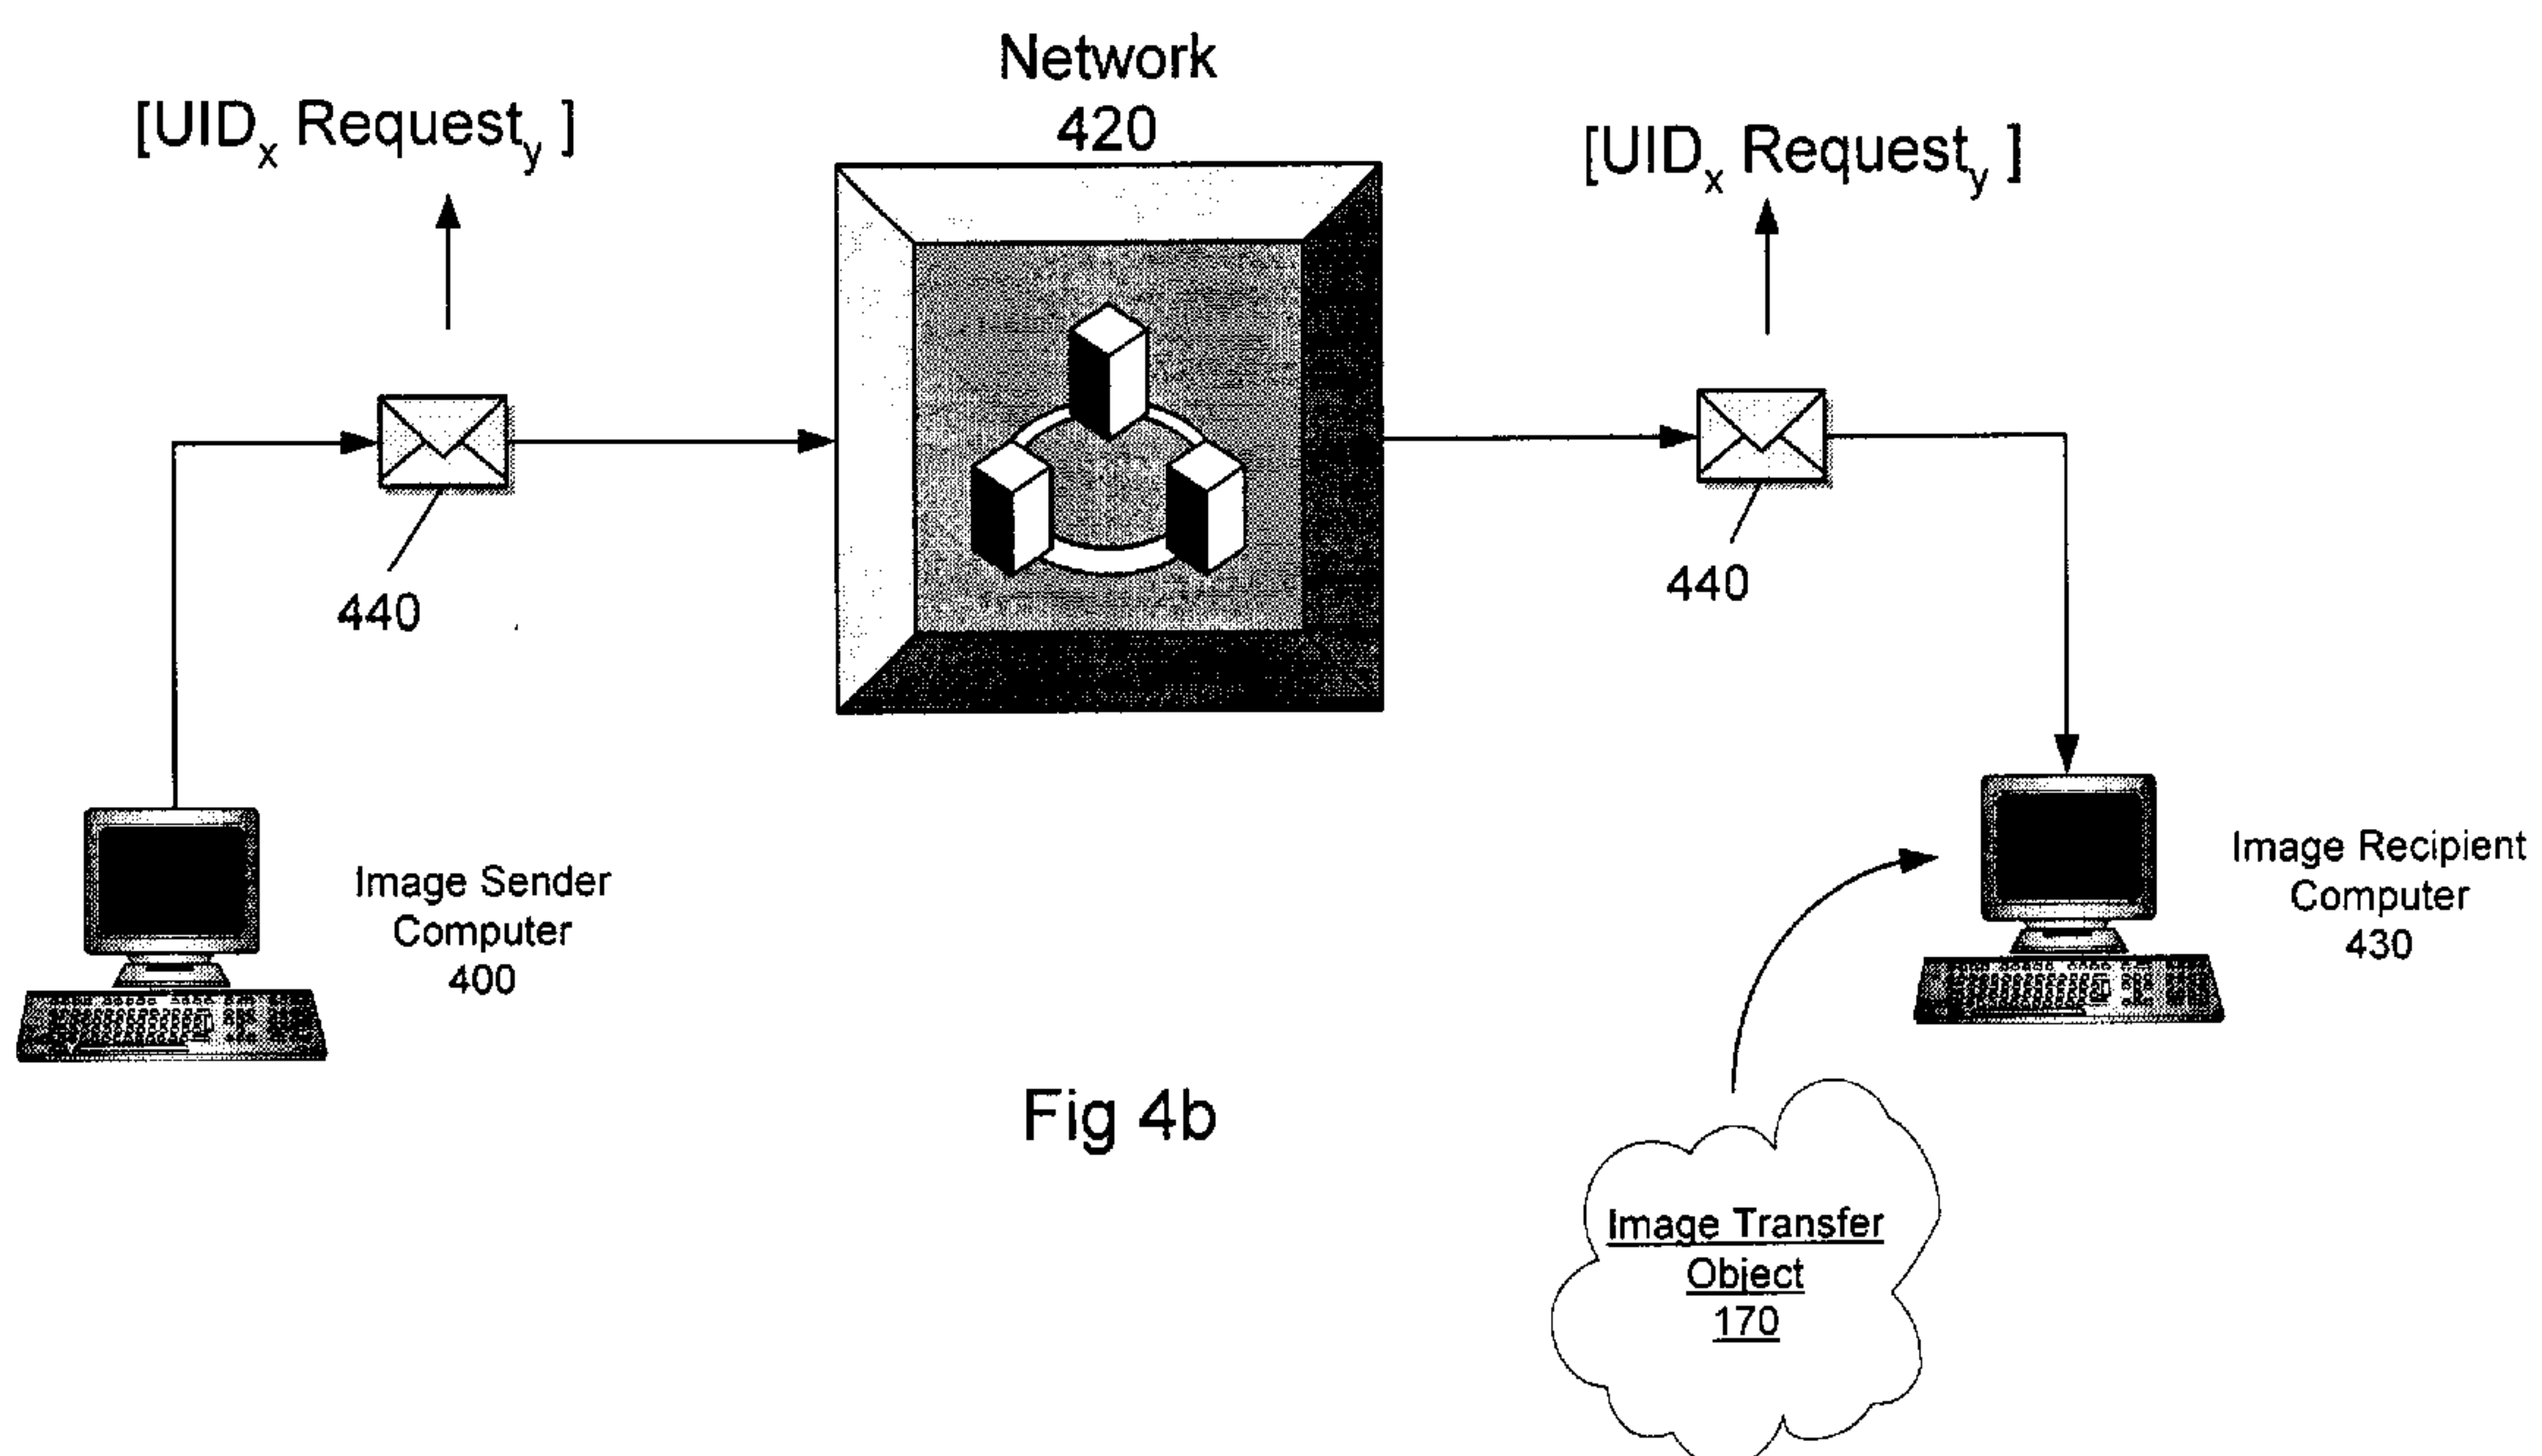 Network
420
[UIDx Requesty ]
[UIDx Requesty ]
440
440
Image Sender
Computer
400
Image Recipient
Computer
430
Fig 4b
Image Transfer
Object
170